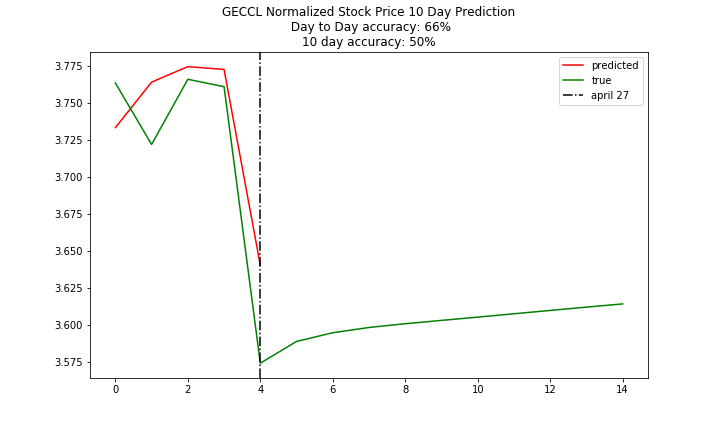 GECCL Normalized Stock Price 10 Day Prediction
Day to Day accuracy: 66%
10 day accuracy: 50%
predicted
true
april 27
3.775
3.750
3.725
3.700
3.675
3.650
3.625
3.600
3.575
0 2 4 6 8 10 12 14